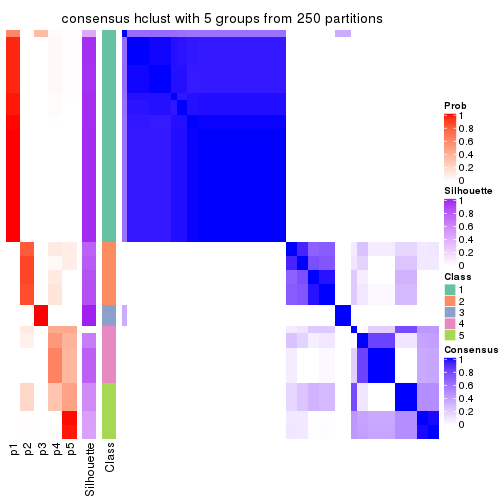 consensus hclust with 5 groups from 250 partitions
Prob
1
0.8
0.6
0.4
0.2
0
Silhouette
1
0.8
0.6
0.4
0.2
0
Class
1
2
3
4
5
Consensus
1
0.8
0.6
0.4
0.2
0
p1
p2
p3
p4
p5
Silhouette
Class